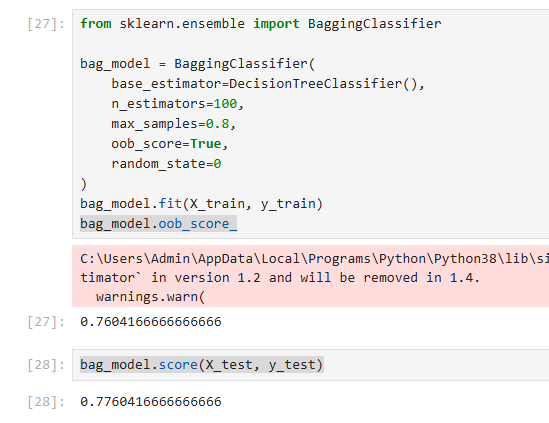 [27]: from sklearn.ensemble import BaggingClassifier
bag_model = BaggingClassifier(
    base_estimator=DecisionTreeClassifier(),
    n_estimators=100,
    max_samples=0.8,
    oob_score=True,
    random_state=0
)
bag_model.fit(X_train, y_train)
bag_model.oob_score_
C:\Users\Admin\AppData\Local\Programs\Python\Python38\lib\si
timator` in version 1.2 and will be removed in 1.4.
  warnings.warn(
[27]: 0.7604166666666666
[28]: bag_model.score(X_test, y_test)
[28]: 0.7760416666666666